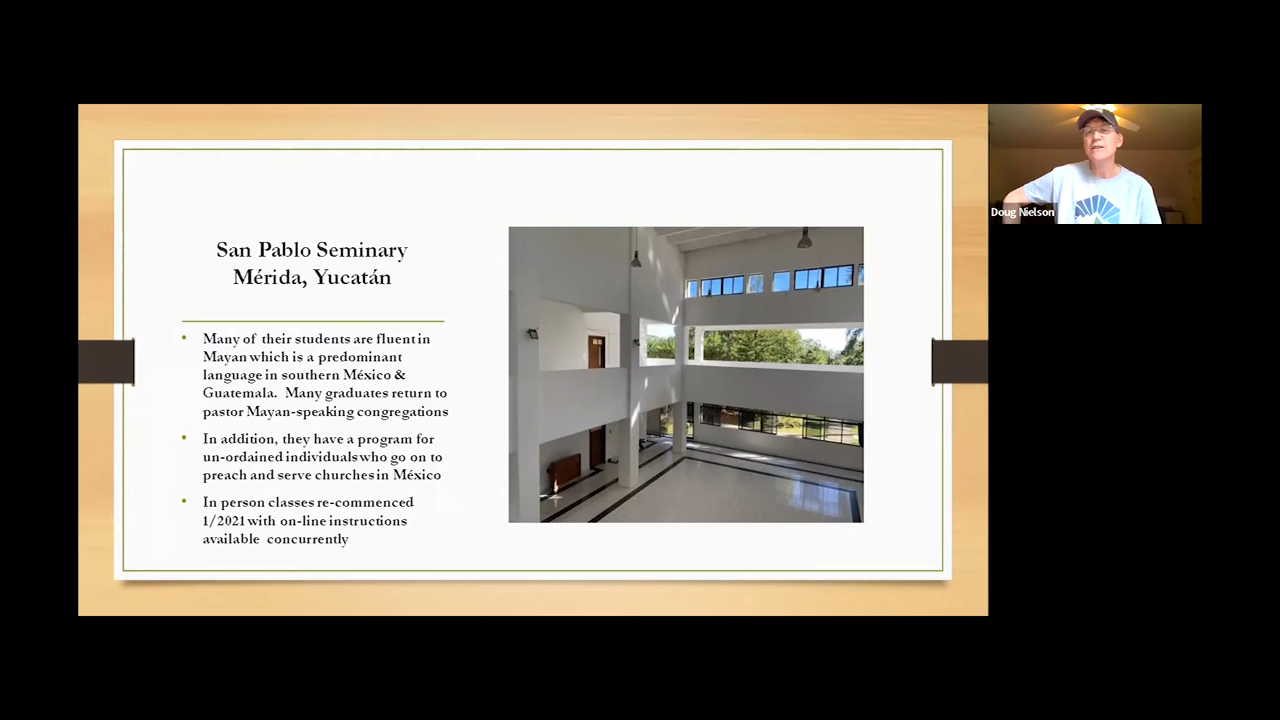 San Pablo Seminary
Mérida, Yucatán
Many of their students are fluent in
Mayan which is a predominant
language in southern México &
Guatemala. Many graduates return to
pastor Mayan-speaking congregations
In addition, they have a program for
un-ordained individuals who go on to
preach and serve churches in México
In person classes re-commenced
1/2021 with on-line instructions
available concurrently
Doug Nielson